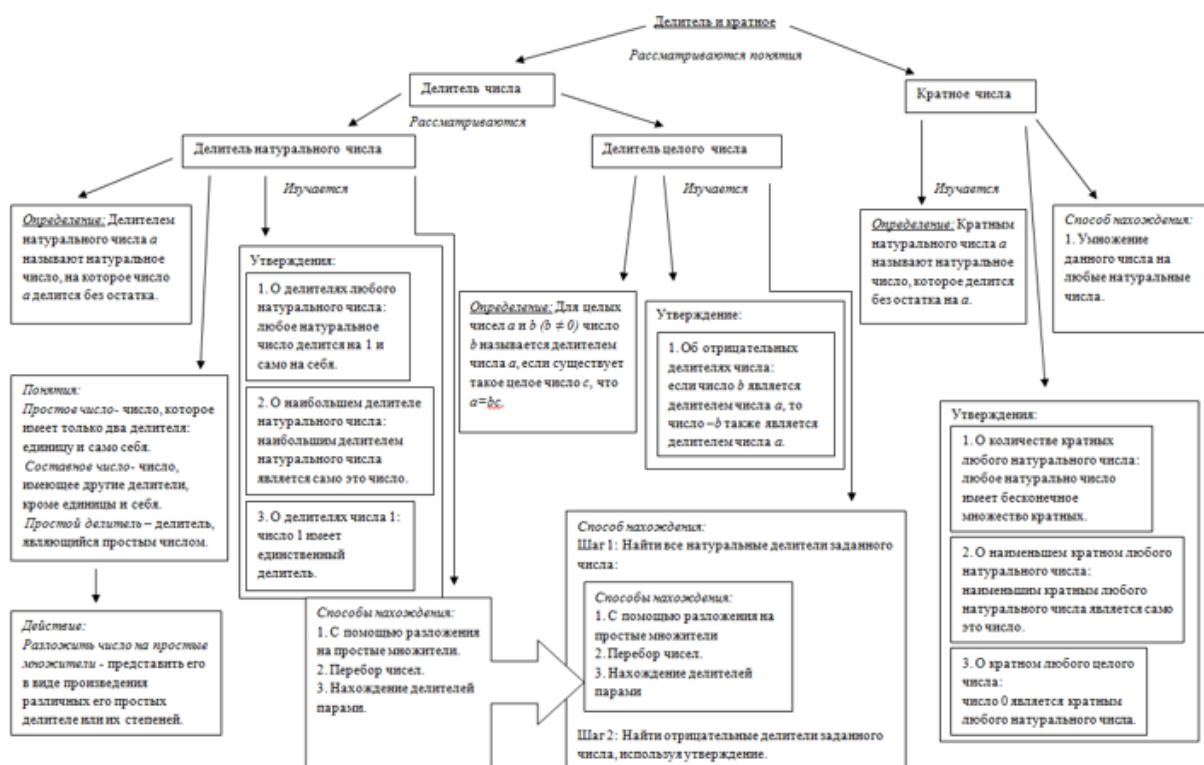 Делитель и кратное
Рассматриваются понятия
Делитель числа
Кратное числа
Рассматриваются
Делитель натурального числа
Делитель целого числа
Изучается
Изучается
Изучается
Определение: Делителем
натурального числа a
называют натуральное
число, на которое число
a делится без остатка.
Утверждения:
1. О делителях любого
натурального числа:
любое натуральное
число делится на 1 и
само на себя.
2. О наибольшем делителе
натурального числа:
наибольшим делителем
натурального числа
является само это число.
3. О делителях числа 1:
число 1 имеет
единственный
делитель.
Определение: Для целых
чисел a и b (b ≠ 0) число
b называется делителем
числа a, если существует
такое целое число c, что
a=bc.
Утверждение:
1. Об отрицательных
делителях числа:
если число b является
делителем числа a, то
число –b также является
делителем числа a.
Определение: Кратным
натурального числа a
называют натуральное
число, которое делится
без остатка на a.
Способ нахождения:
1. Умножение
данного числа на
любые натуральные
числа.
Понятия:
Простое число- число, которое
имеет только два делителя:
единицу и само себя.
Составное число- число,
имеющее другие делители,
кроме единицы и себя.
Простой делитель – делитель,
являющийся простым числом.
Действие:
Разложить число на простые
множители - представить его
в виде произведения
различных его простых
делителе или их степеней.
Способы нахождения:
1. С помощью разложения
на простые множители.
2. Перебор чисел.
3. Нахождение делителей
парами.
Способ нахождения:
Шаг 1: Найти все натуральные делители заданного
числа:
Способы нахождения:
1. С помощью разложения на
простые множители
2. Перебор чисел.
3. Нахождение делителей
парами
Шаг 2: Найти отрицательные делители заданного
числа, используя утверждение.
Утверждения:
1. О количестве кратных
любого натурального числа:
любое натурально число
имеет бесконечное
множество кратных.
2. О наименьшем кратном любого
натурального числа:
наименьшим кратным любого
натурального числа является само
это число.
3. О кратном любого целого
числа:
число 0 является кратным
любого натурального числа.